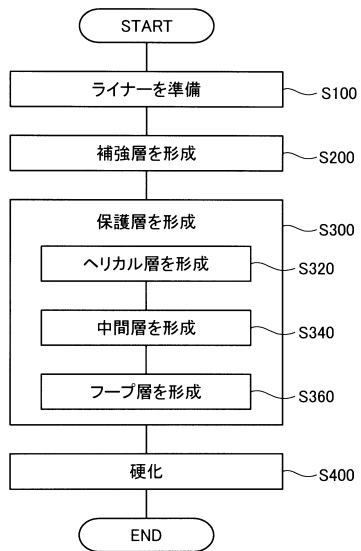 START
ライナーを準備
S100
補強層を形成
S200
保護層を形成
S300
ヘリカル層を形成
S320
中間層を形成
S340
フープ層を形成
S360
硬化
S400
END